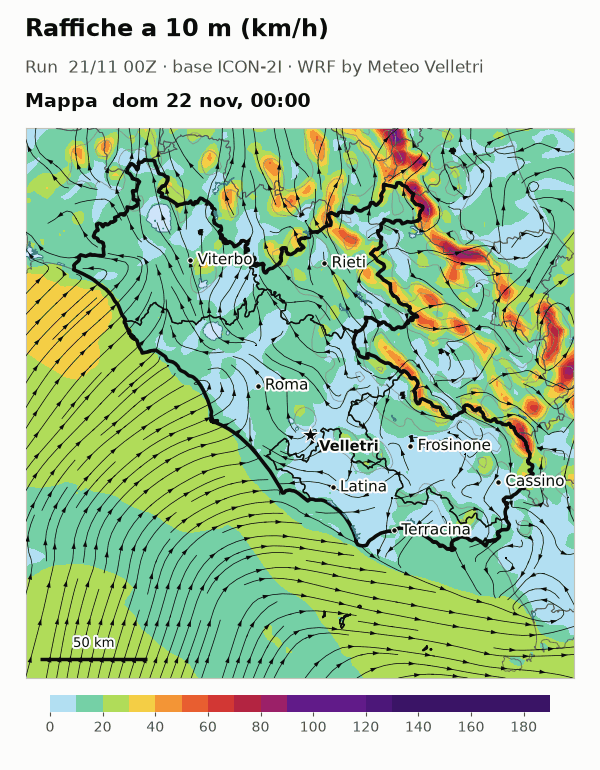 Raffiche a 10 m (km/h)
Run 21/11 00Z · base ICON-2I · WRF by Meteo Velletri
Mappa dom 22 nov, 00:00
Viterbo
Rieti
Roma
Velletri
Frosinone
Latina
Cassino
Terracina
50 km
0 20 40 60 80 100 120 140 160 180